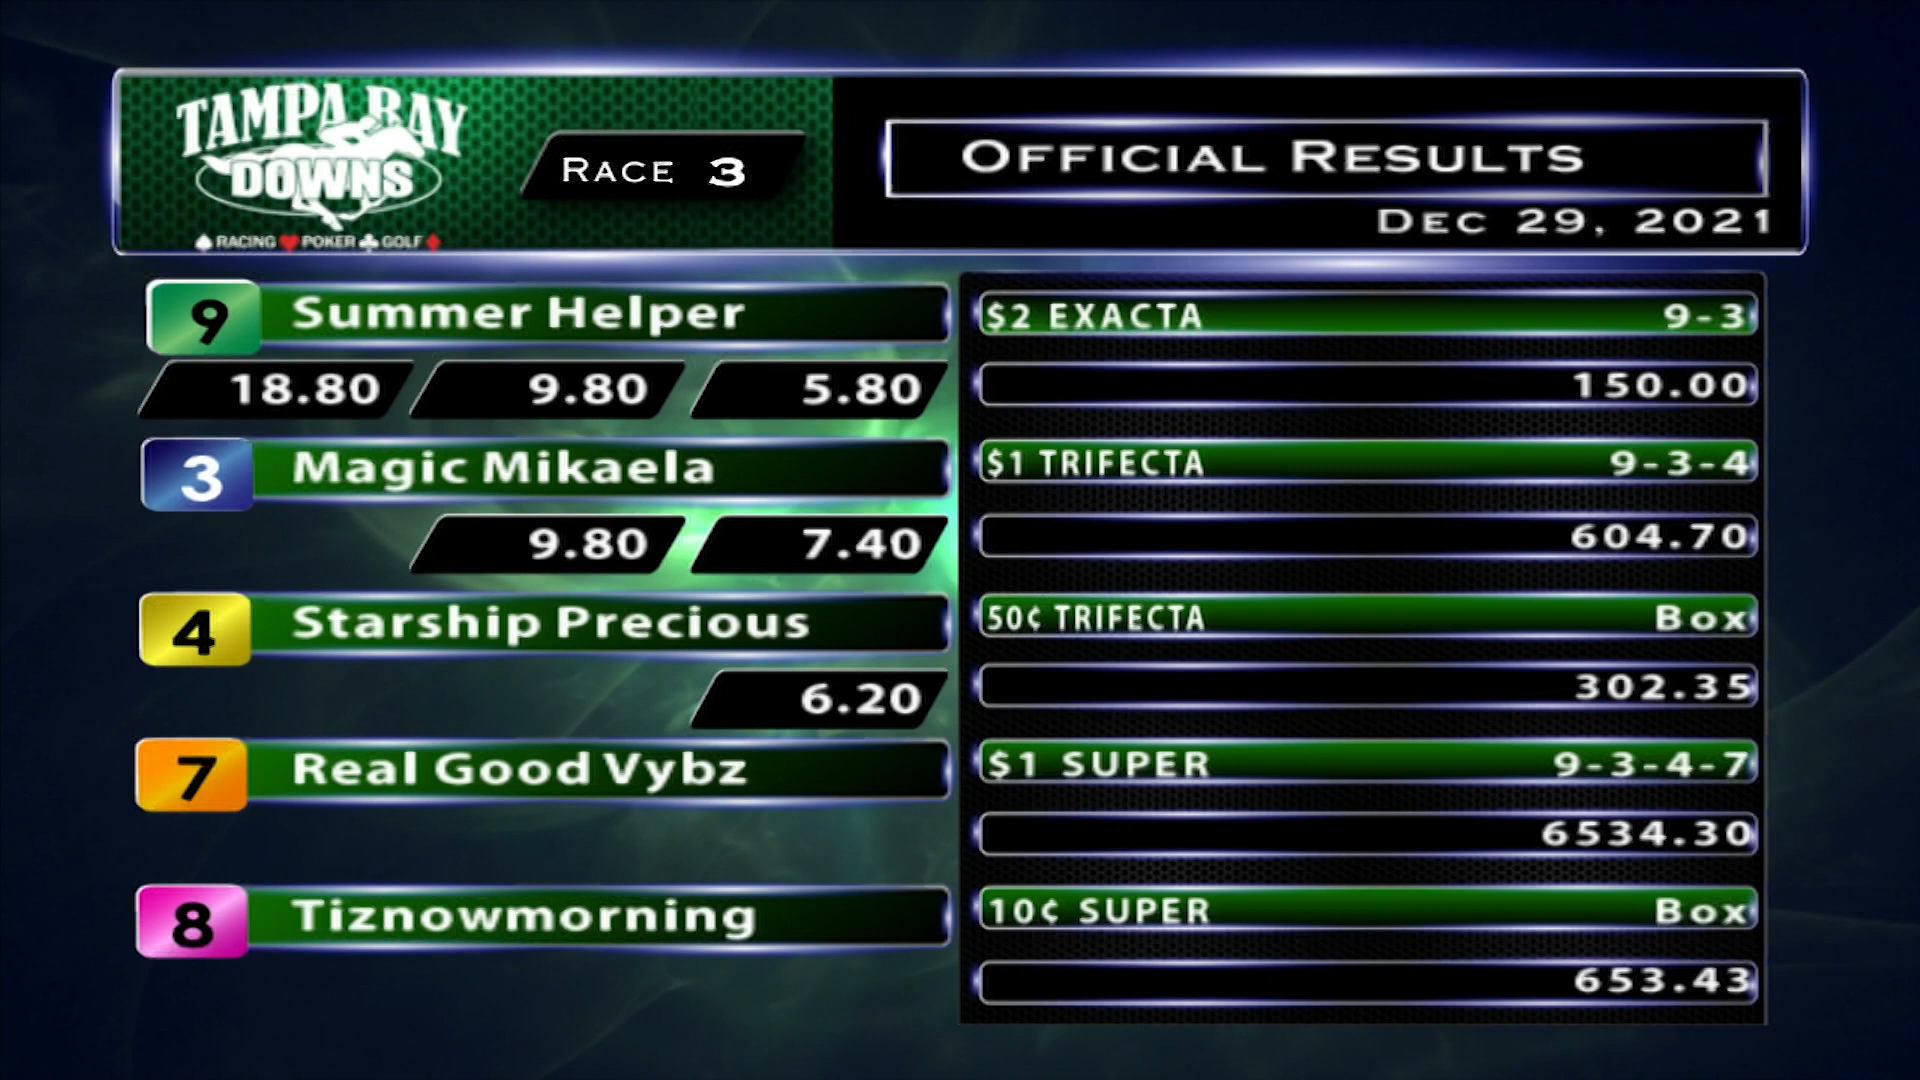 TAMPA BAY
DOWNS
RACING POKER GOLF
RACE 3
OFFICIAL RESULTS
DEC 29, 2021
9 Summer Helper
18.80 9.80 5.80
3 Magic Mikaela
9.80 7.40
4 Starship Precious
6.20
7 Real Good Vybz
8 Tiznowmorning
$2 EXACTA 9-3
150.00
$1 TRIFECTA 9-3-4
604.70
50¢ TRIFECTA Box
302.35
$1 SUPER 9-3-4-7
6534.30
10¢ SUPER Box
653.43